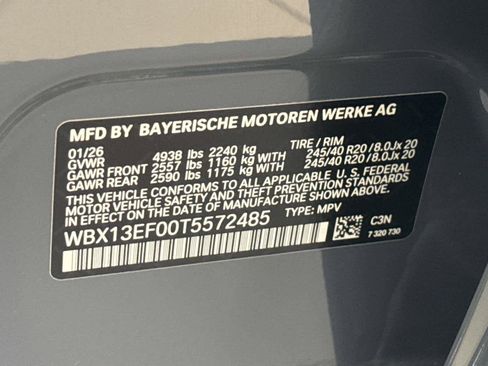 MFD BY BAYERISCHE MOTOREN WERKE AG
01/26 TIRE / RIM
GVWR 4938 lbs 2240 kg
GAWR FRONT 2557 lbs 1160 kg WITH 245/40 R20 / 8.0Jx 20
GAWR REAR 2590 lbs 1175 kg WITH 245/40 R20 / 8.0Jx 20
THIS VEHICLE CONFORMS TO ALL APPLICABLE U. S. FEDERAL
MOTOR VEHICLE SAFETY AND THEFT PREVENTION STANDARDS
IN EFFECT ON THE DATE OF MANUFACTURE SHOWN ABOVE.
WBX13EF00T5572485 TYPE: MPV
C3N
7 320 730